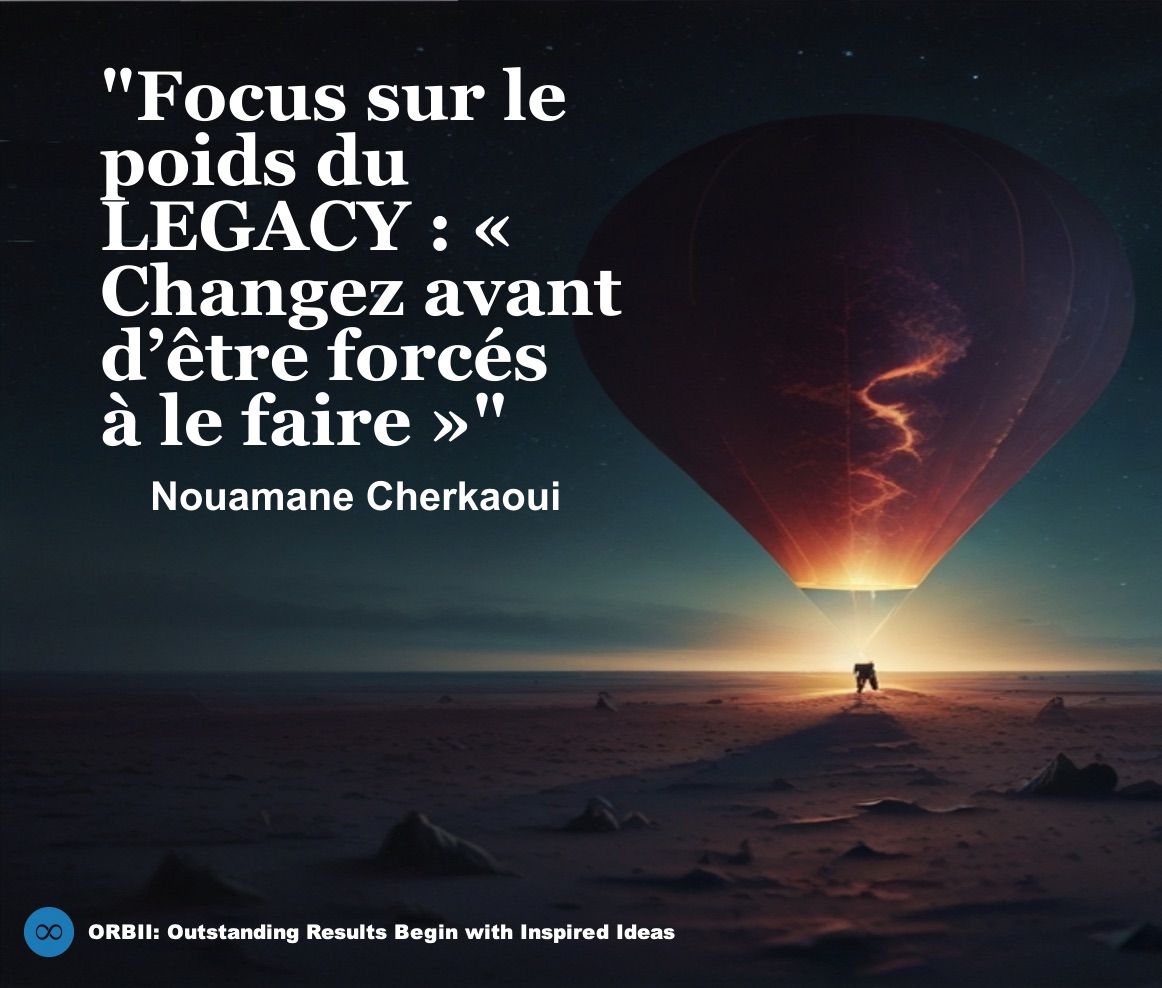 "Focus sur le
poids du
LEGACY : «
Changez avant
d’être forcés
à le faire »"
Nouamane Cherkaoui
ORBII: Outstanding Results Begin with Inspired Ideas